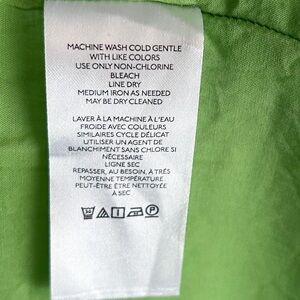 MACHINE WASH COLD GENTLE
WITH LIKE COLORS
USE ONLY NON-CHLORINE
BLEACH
LINE DRY
MEDIUM IRON AS NEEDED
MAY BE DRY CLEANED
LAVER À LA MACHINE À L'EAU
FROIDE AVEC COULEURS
SIMILAIRES CYCLE DÉLICAT
UTILISER UN AGENT DE
BLANCHIMENT SANS CHLORE SI
NÉCESSAIRE
LIGNE SEC
REPASSER, AU BESOIN, À TRÉS
MOYENNE TEMPÉRATURE
PEUT-ÊTRE ÊTRE NETTOYÉE
À SEC